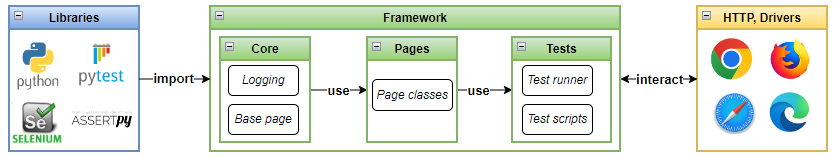 Libraries
python
pytest
Se
SELENIUM
ASSERTPY
import
Framework
Core
Logging
Base page
use
Pages
Page classes
use
Tests
Test runner
Test scripts
interact
HTTP, Drivers